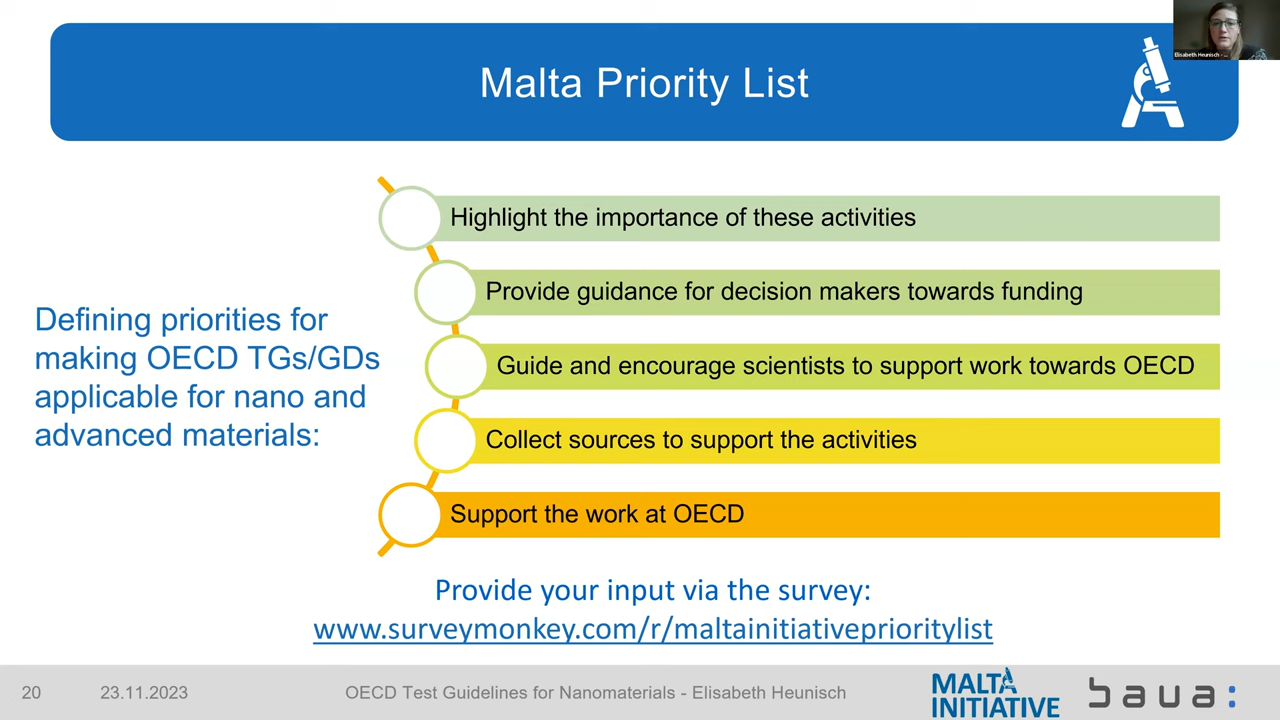 Malta Priority List
Elisabeth Heunisch -
Highlight the importance of these activities
Provide guidance for decision makers towards funding
Guide and encourage scientists to support work towards OECD
Collect sources to support the activities
Support the work at OECD
Defining priorities for
making OECD TGs/GDs
applicable for nano and
advanced materials:
Provide your input via the survey:
www.surveymonkey.com/r/maltainitiativeprioritylist
20
23.11.2023
OECD Test Guidelines for Nanomaterials - Elisabeth Heunisch
MALTA
INITIATIVE
baua: